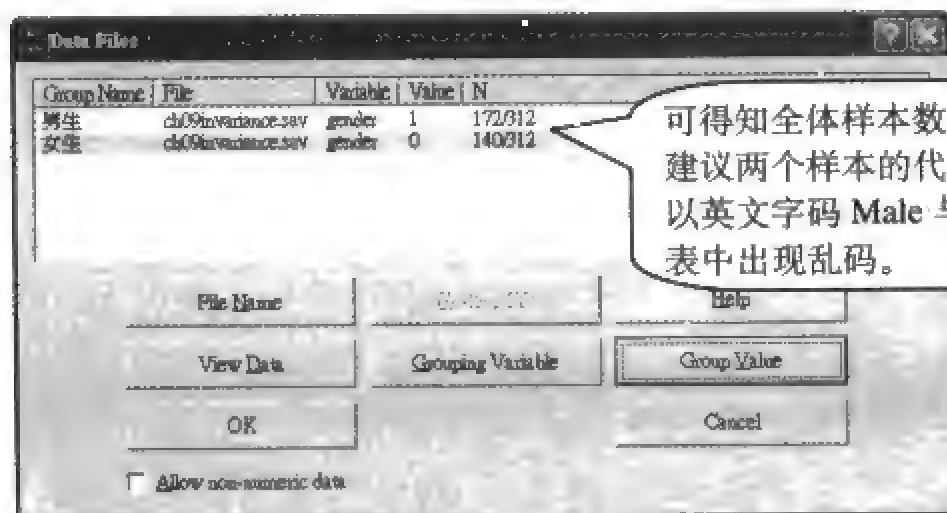 Data Files
Group Name File Variable Value N
男生 ch09invariance.sav gender 1 172/312
女生 ch09invariance.sav gender 0 140/312
可得知全体样本数
建议两个样本的代
以英文字码 Male
表中出现乱码。
File Name Help
View Data Grouping Variable Group Value
OK Cancel
Allow non-numeric data